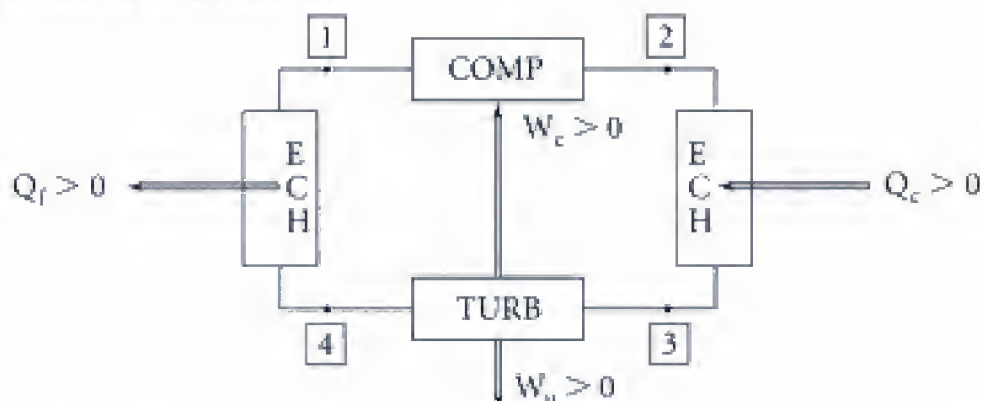 1
2
COMP
W_c > 0
E
C
H
Q_f > 0
E
C
H
Q_c > 0
TURB
4
3
W_u > 0